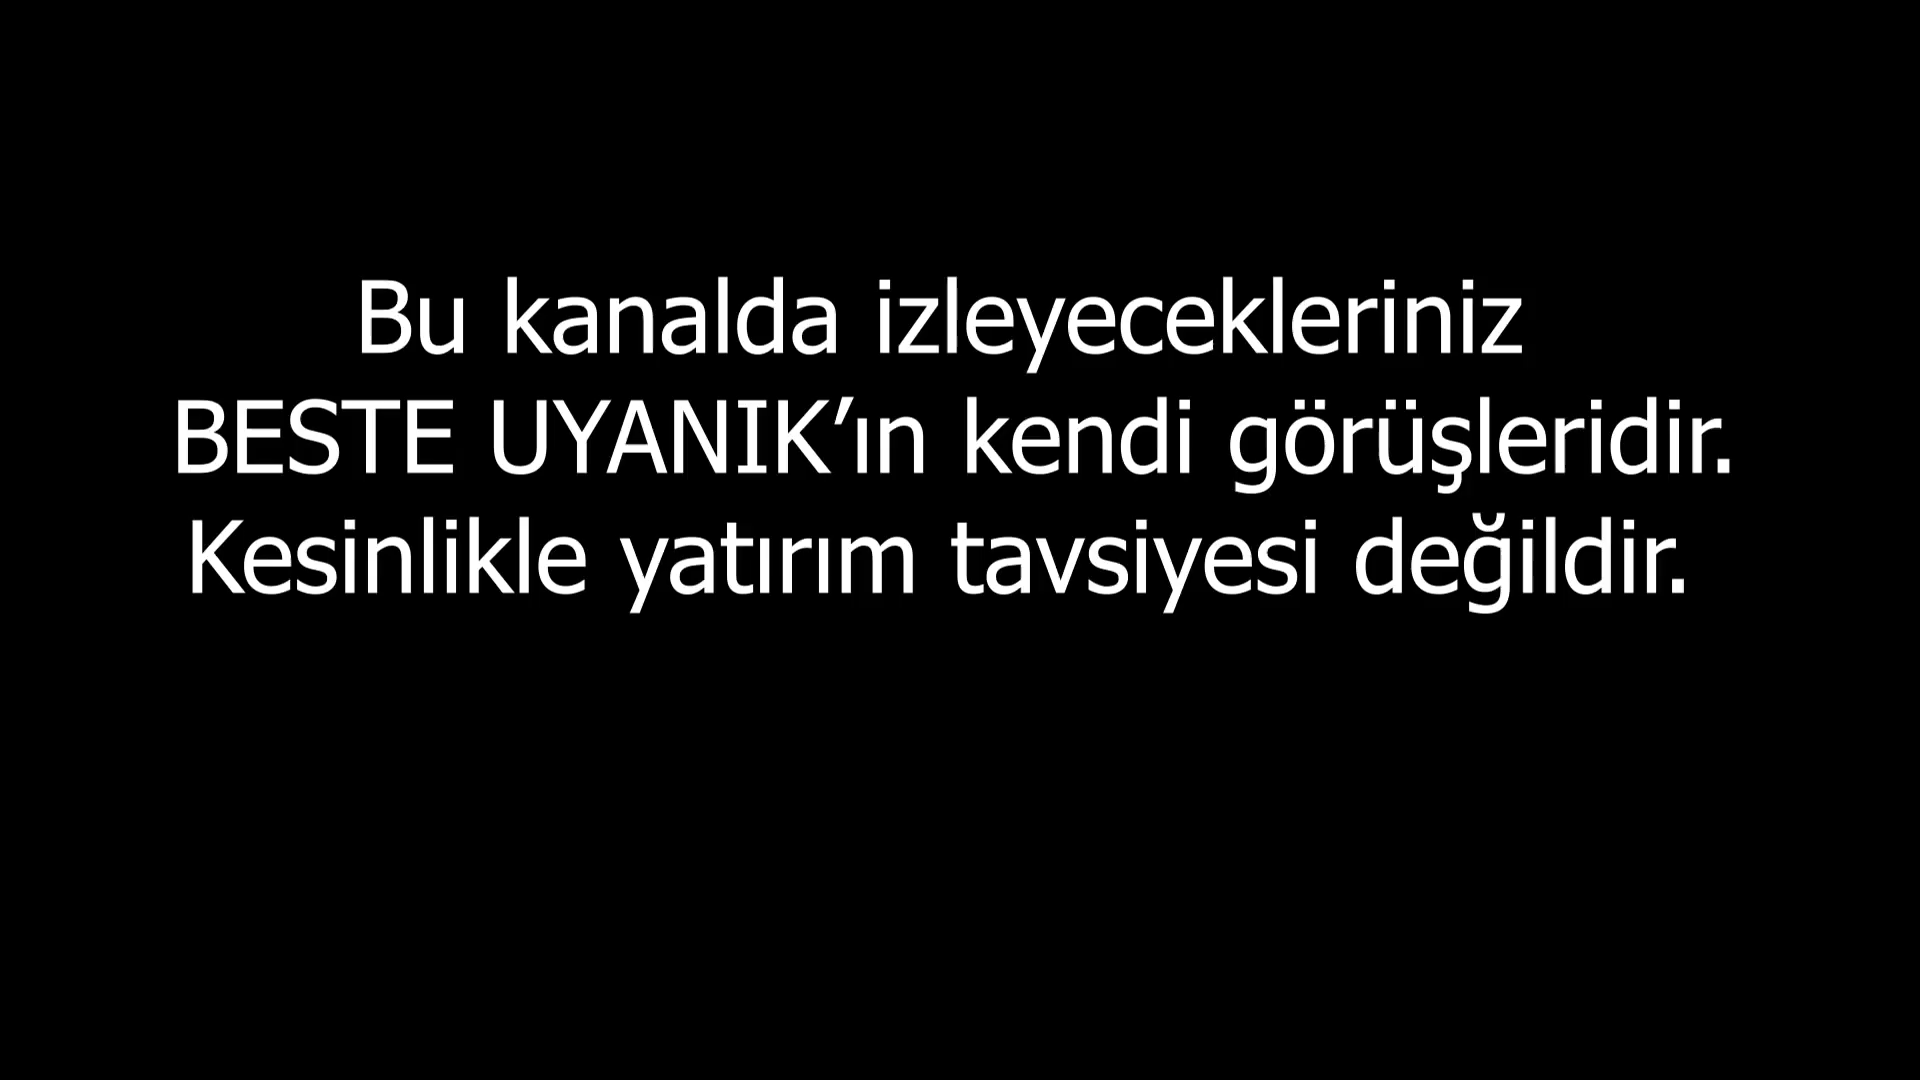 Bu kanalda izleyecekleriniz
BESTE UYANIK’ın kendi görüşleridir.
Kesinlikle yatırım tavsiyesi değildir.